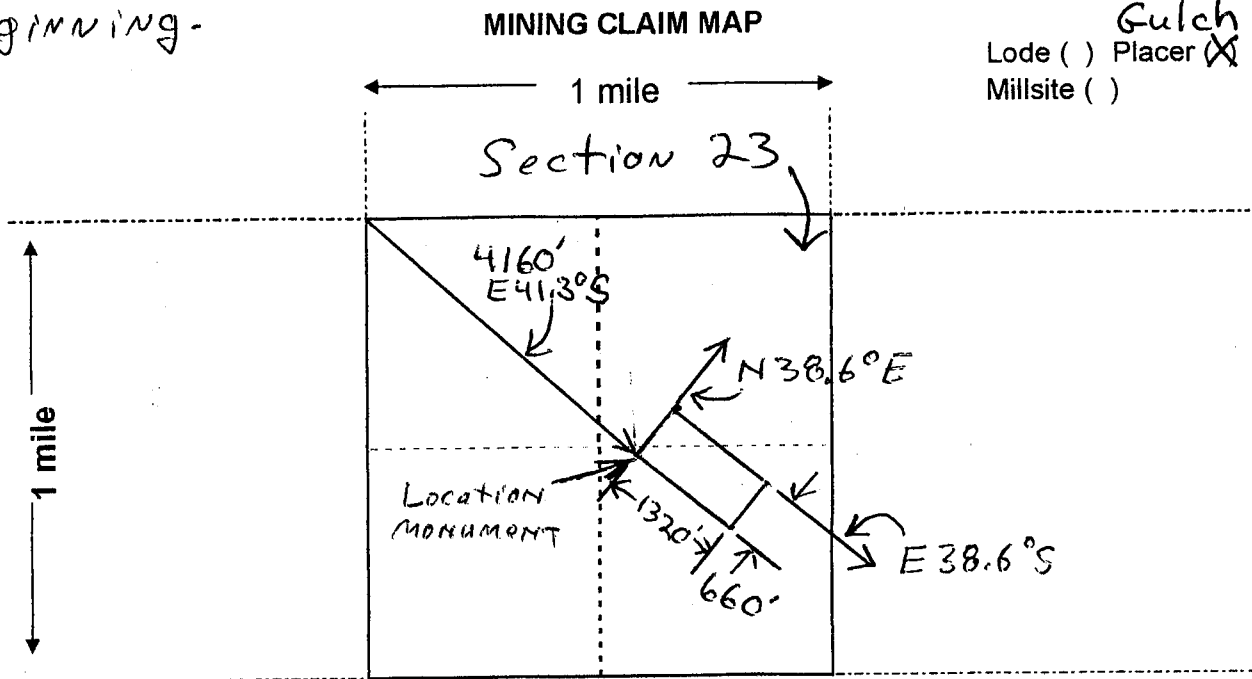 ginning.
MINING CLAIM MAP
Gulch
Lode ( ) Placer (X)
Millsite ( )
1 mile
Section 23
4160'
E41.3°S
1 mile
N38.6°E
Location
MONUMENT
1320'
660'
E 38.6°S